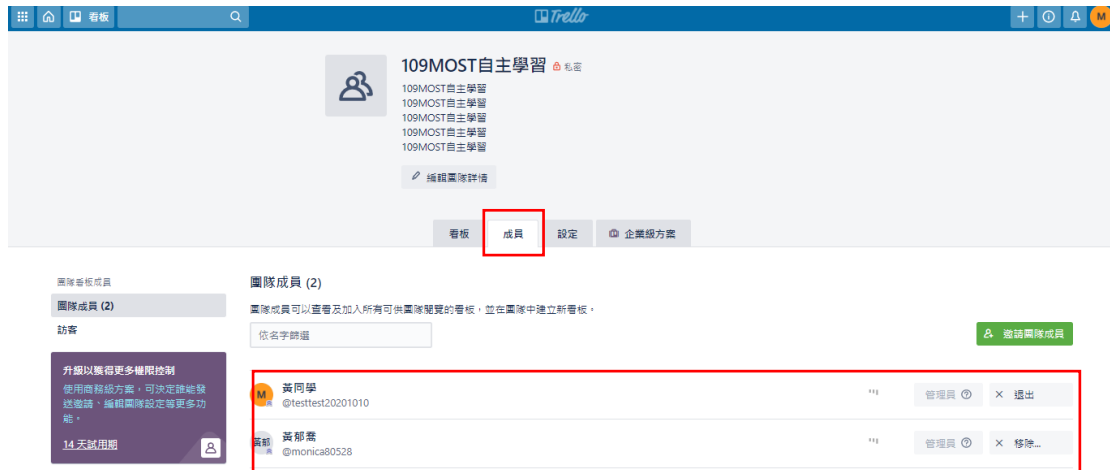 看板
Trello
M
109MOST自主學習 私密
109MOST自主學習
109MOST自主學習
109MOST自主學習
109MOST自主學習
109MOST自主學習
編輯團隊詳情
看板 成員 設定 企業級方案
團隊看板成員
團隊成員 (2)
訪客
升級以獲得更多權限控制
使用商務級方案，可決定誰能發
送邀請、編輯團隊設定等更多功
能。
14 天試用期
團隊成員 (2)
團隊成員可以查看及加入所有可供團隊閱覽的看板，並在團隊中建立新看板。
依名字篩選
邀請團隊成員
M 黃同學
@testtest20201010
管理員 退出
黃郁 黃郁喬
@monica80528
管理員 移除...